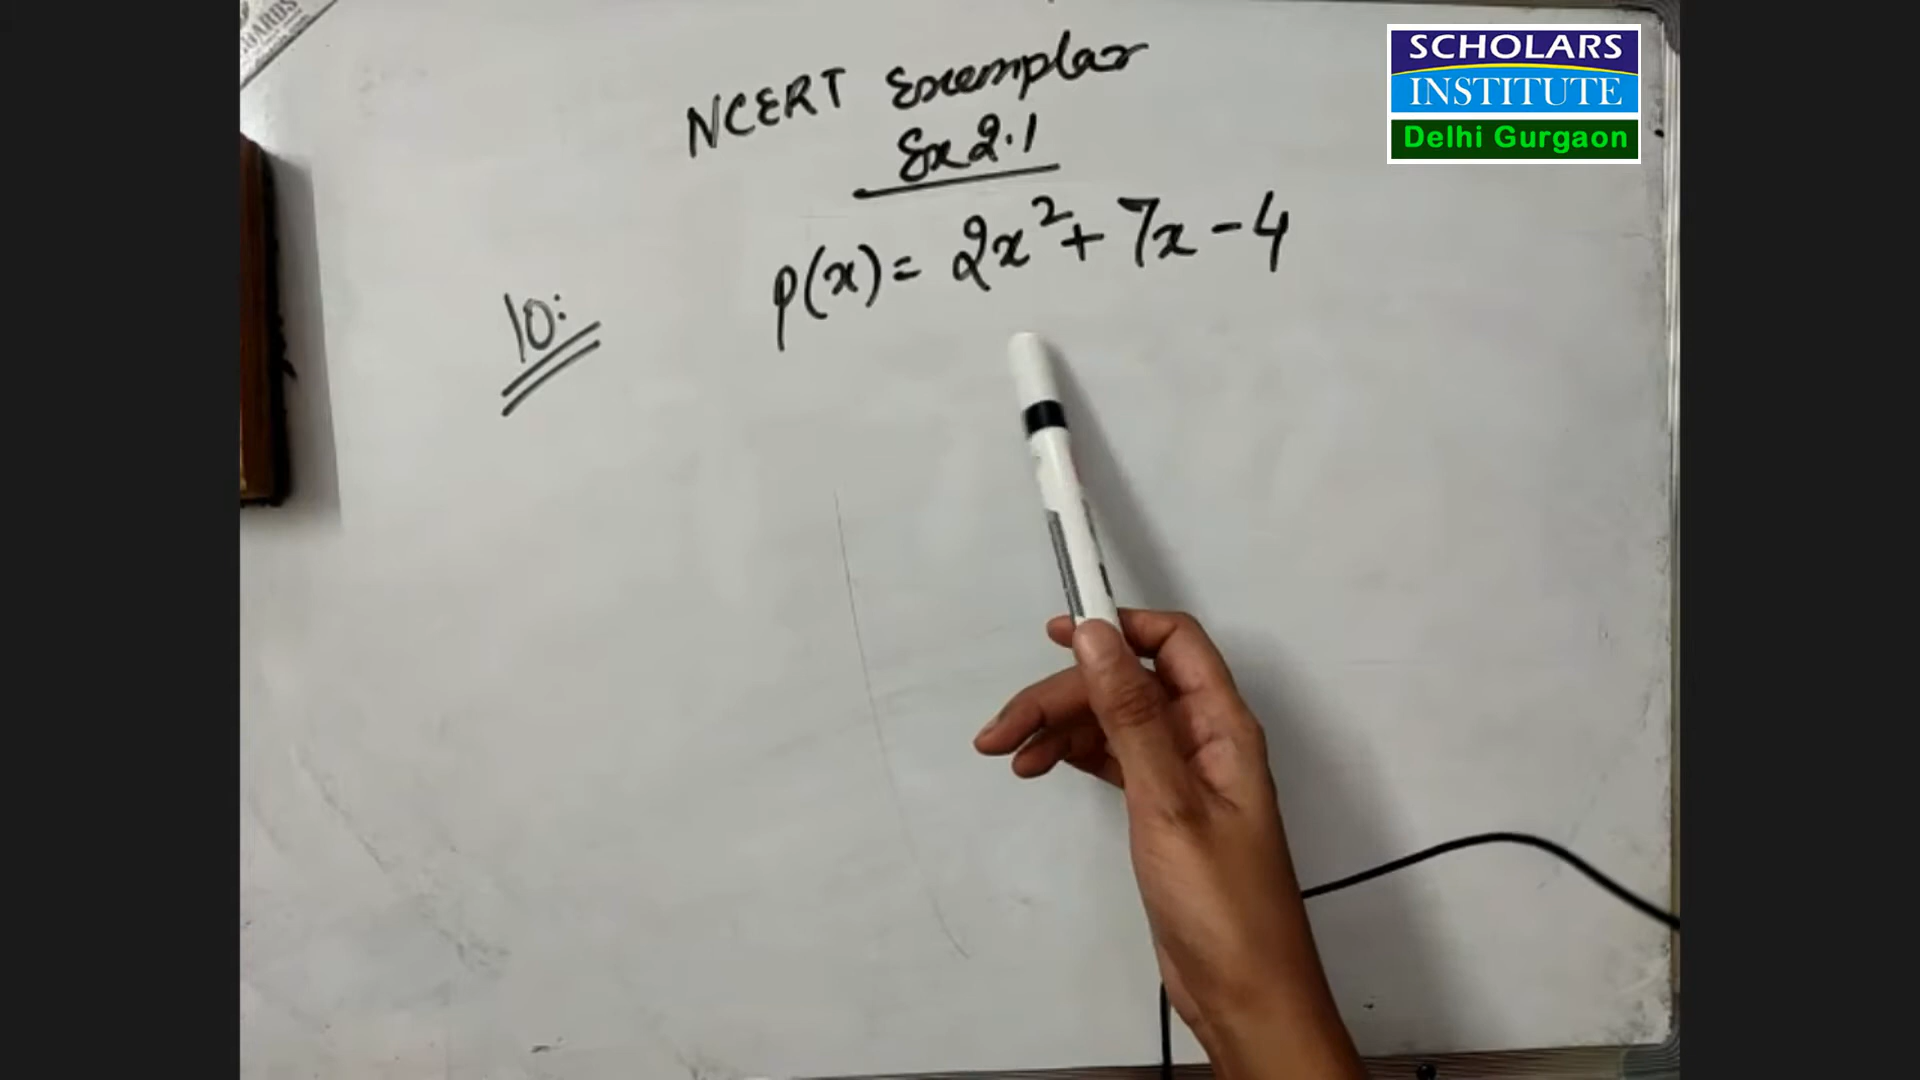 NCERT Exemplar
Ex 2.1
10:
p(x) = 2x² + 7x - 4
SCHOLARS
INSTITUTE
Delhi Gurgaon